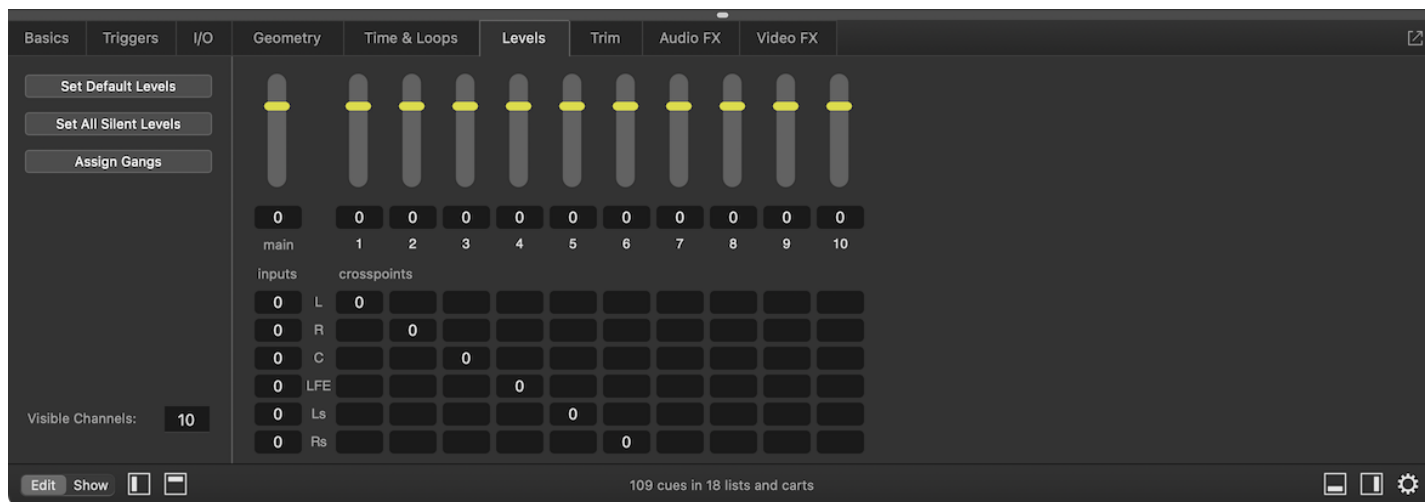 Basics Triggers I/O Geometry Time & Loops Levels Trim Audio FX Video FX
Set Default Levels
Set All Silent Levels
Assign Gangs
0 0 0 0 0 0 0 0 0 0 0
main 1 2 3 4 5 6 7 8 9 10
inputs crosspoints
0 L 0
0 R 0
0 C 0
0 LFE 0
0 Ls 0
0 Rs 0
Visible Channels: 10
Edit Show 109 cues in 18 lists and carts